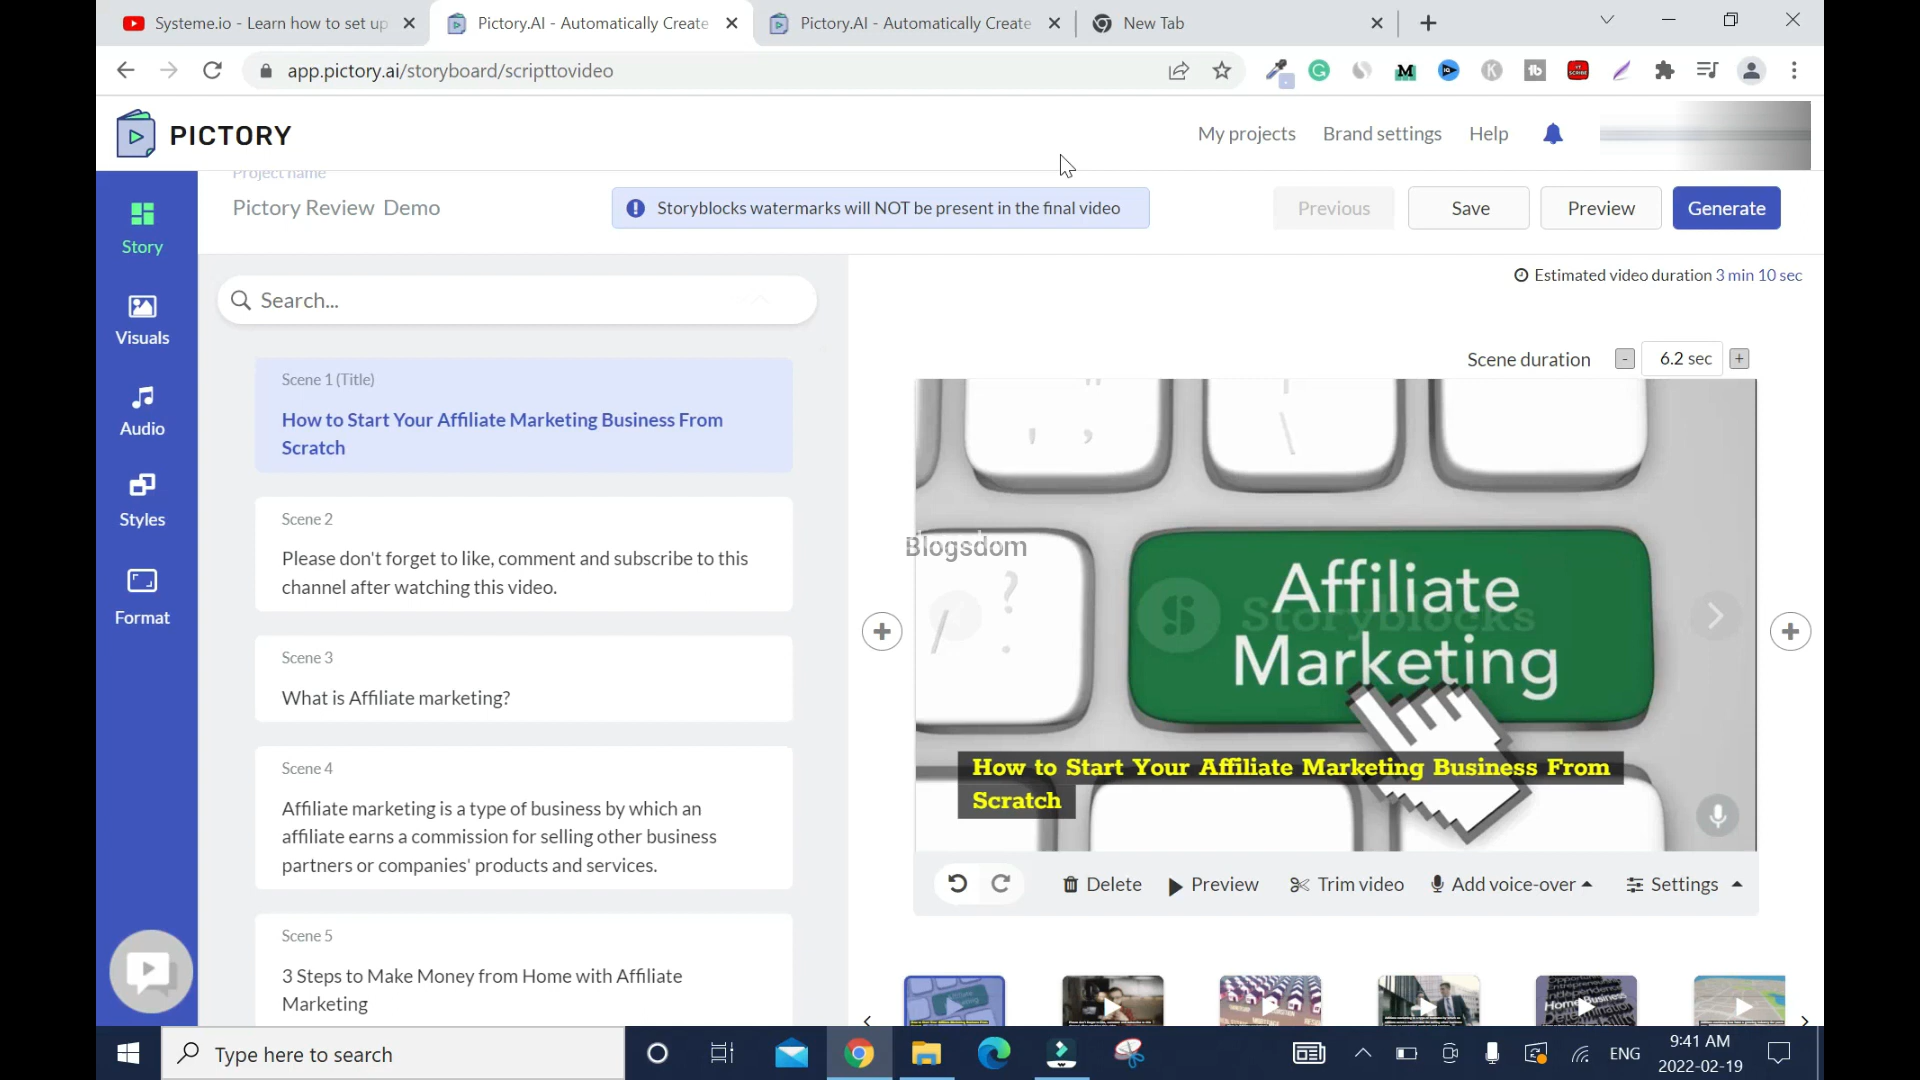 Systeme.io - Learn how to set up
Pictory.AI - Automatically Create
Pictory.AI - Automatically Create
New Tab
app.pictory.ai/storyboard/scripttovideo
PICTORY
My projects
Brand settings
Help
Project name
Pictory Review Demo
Storyblocks watermarks will NOT be present in the final video
Previous
Save
Preview
Generate
Story
Visuals
Audio
Styles
Format
Search...
Estimated video duration 3 min 10 sec
Scene duration
- 6.2 sec +
Scene 1 (Title)
How to Start Your Affiliate Marketing Business From
Scratch
Scene 2
Please don't forget to like, comment and subscribe to this
channel after watching this video.
Scene 3
What is Affiliate marketing?
Scene 4
Affiliate marketing is a type of business by which an
affiliate earns a commission for selling other business
partners or companies' products and services.
Scene 5
3 Steps to Make Money from Home with Affiliate
Marketing
Blogsdom
Storyblocks
Affiliate
Marketing
How to Start Your Affiliate Marketing Business From
Scratch
Delete
Preview
Trim video
Add voice-over
Settings
Home Business
Type here to search
ENG
9:41 AM
2022-02-19